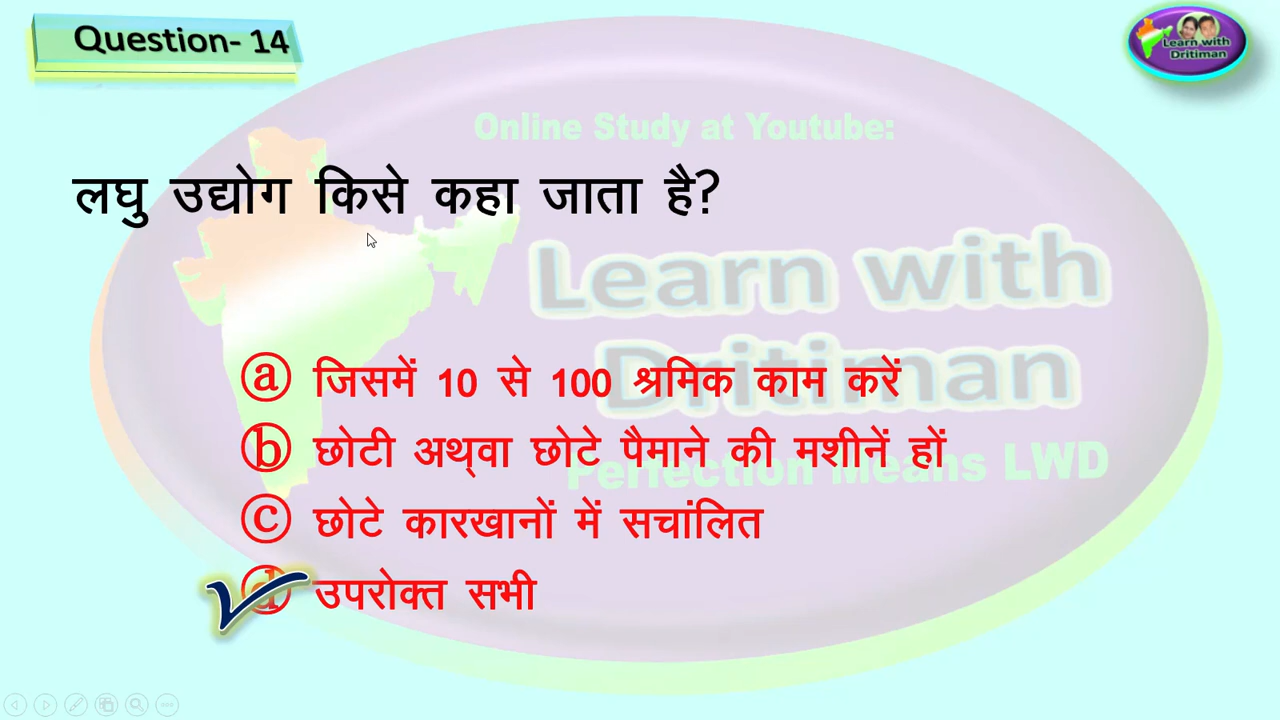 Question- 14
Learn with
Dritiman
Online Study at Youtube:
लघु उद्योग किसे कहा जाता है?
Learn with
Dritiman
ⓐ जिसमें 10 से 100 श्रमिक काम करें
ⓑ छोटी अथ्वा छोटे पैमाने की मशीनें हों
Perfection Means LWD
ⓒ छोटे कारखानों में सचांलित
ⓓ उपरोक्त सभी